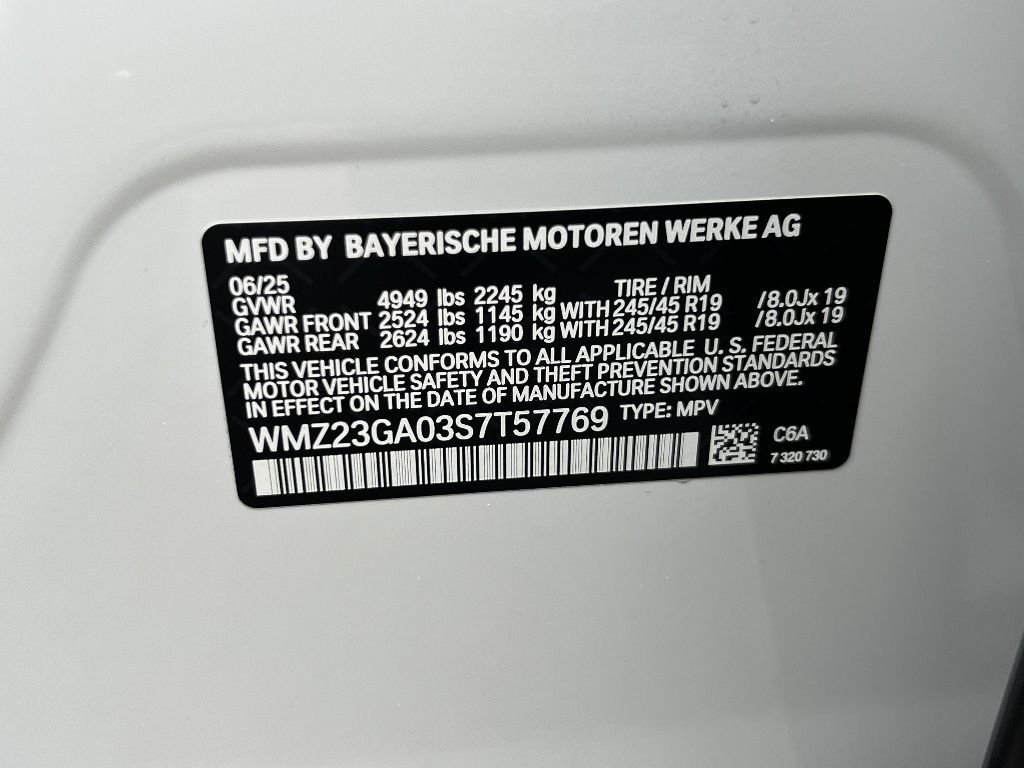 MFD BY BAYERISCHE MOTOREN WERKE AG
06/25 TIRE / RIM
GVWR 4949 lbs 2245 kg
GAWR FRONT 2524 lbs 1145 kg WITH 245/45 R19 /8.0Jx 19
GAWR REAR 2624 lbs 1190 kg WITH 245/45 R19 /8.0Jx 19
THIS VEHICLE CONFORMS TO ALL APPLICABLE U. S. FEDERAL
MOTOR VEHICLE SAFETY AND THEFT PREVENTION STANDARDS
IN EFFECT ON THE DATE OF MANUFACTURE SHOWN ABOVE.
WMZ23GA03S7T57769 TYPE: MPV
C6A
7 320 730